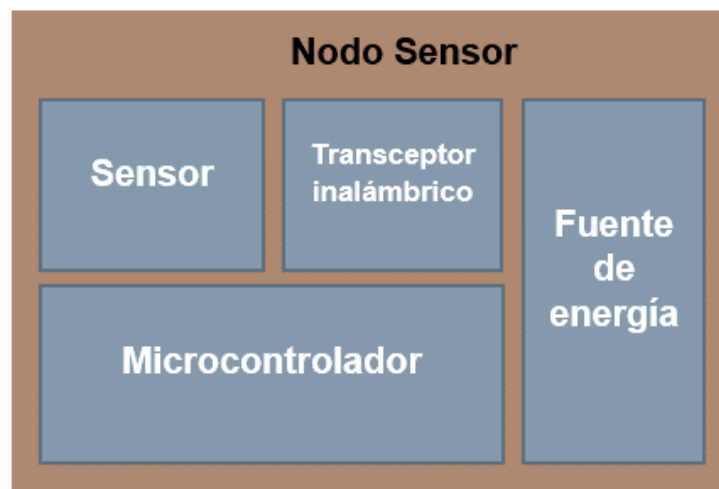 Nodo Sensor
Sensor
Transceptor
inalámbrico
Fuente
de
energía
Microcontrolador